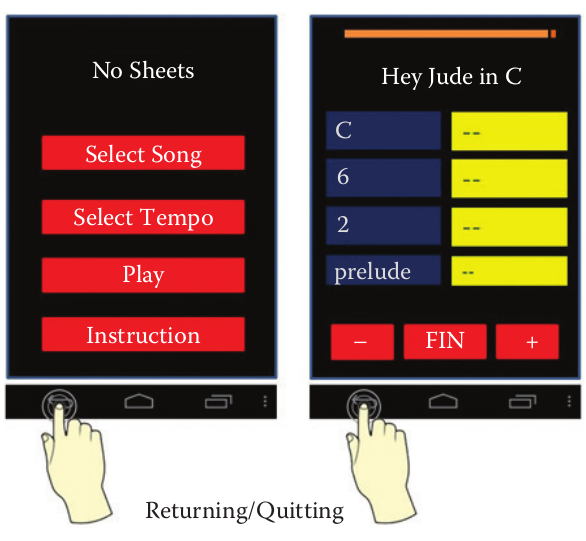 No Sheets
Select Song
Select Tempo
Play
Instruction
Hey Jude in C
C --
6 --
2 --
prelude --
– FIN +
Returning/Quitting